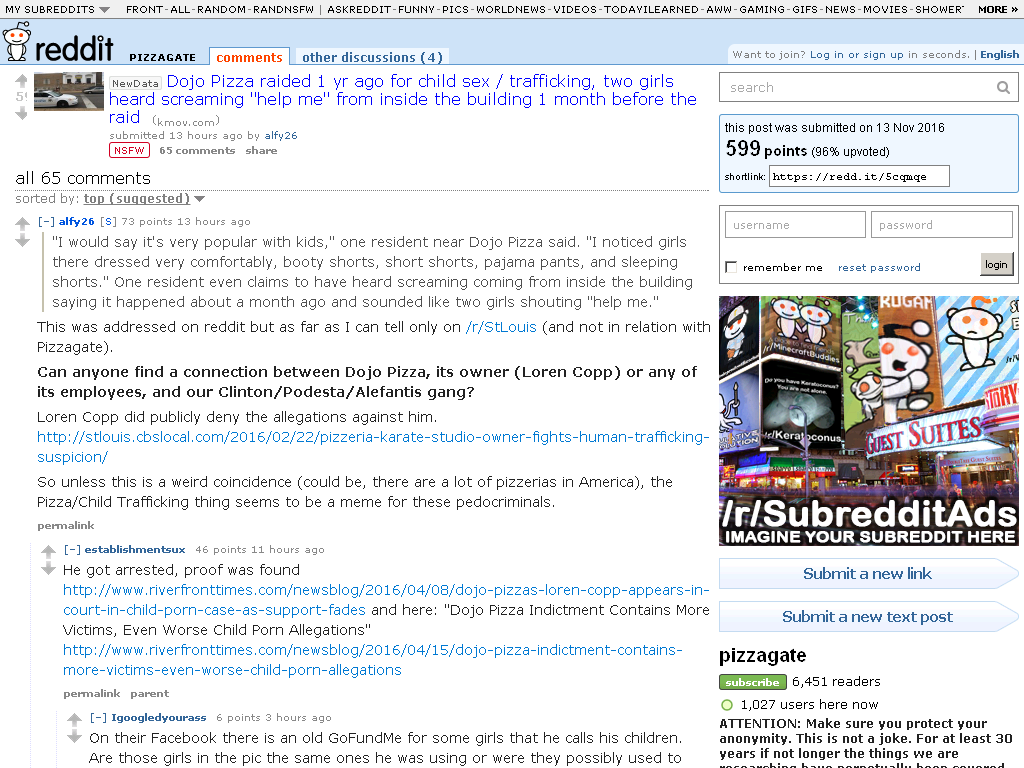 MY SUBREDDITS FRONT-ALL-RANDOM-RANDNSFW | ASKREDDIT-FUNNY-PICS-WORLDNEWS-VIDEOS-TODAYILEARNED-AWW-GAMING-GIFS-NEWS-MOVIES-SHOWER MORE »
reddit PIZZAGATE comments other discussions (4)
Want to join? Log in or sign up in seconds. | English
NewData Dojo Pizza raided 1 yr ago for child sex / trafficking, two girls
heard screaming "help me" from inside the building 1 month before the
raid (kmov.com)
submitted 13 hours ago by alfy26
NSFW 65 comments share
search
this post was submitted on 13 Nov 2016
599 points (96% upvoted)
shortlink: https://redd.it/5cqmqe
username password
remember me reset password login
all 65 comments
sorted by: top (suggested)
[-] alfy26 [S] 73 points 13 hours ago
"I would say it's very popular with kids," one resident near Dojo Pizza said. "I noticed girls
there dressed very comfortably, booty shorts, short shorts, pajama pants, and sleeping
shorts." One resident even claims to have heard screaming coming from inside the building
saying it happened about a month ago and sounded like two girls shouting "help me."
This was addressed on reddit but as far as I can tell only on /r/StLouis (and not in relation with
Pizzagate).
Can anyone find a connection between Dojo Pizza, its owner (Loren Copp) or any of
its employees, and our Clinton/Podesta/Alefantis gang?
Loren Copp did publicly deny the allegations against him.
http://stlouis.cbslocal.com/2016/02/22/pizzeria-karate-studio-owner-fights-human-trafficking-
suspicion/
So unless this is a weird coincidence (could be, there are a lot of pizzerias in America), the
Pizza/Child Trafficking thing seems to be a meme for these pedocriminals.
permalink
[-] establishmentsux 46 points 11 hours ago
He got arrested, proof was found
http://www.riverfronttimes.com/newsblog/2016/04/08/dojo-pizzas-loren-copp-appears-in-
court-in-child-porn-case-as-support-fades and here: "Dojo Pizza Indictment Contains More
Victims, Even Worse Child Porn Allegations"
http://www.riverfronttimes.com/newsblog/2016/04/15/dojo-pizza-indictment-contains-
more-victims-even-worse-child-porn-allegations
permalink parent
[-] Igoogledyourass 6 points 3 hours ago
On their Facebook there is an old GoFundMe for some girls that he calls his children.
Are those girls in the pic the same ones he was using or were they possibly used to
KUGAM
/r/MinecraftBuddies
Do you have Keratoconus?
You are not alone.
/r/Keratoconus
GUEST SUITES
/r/SubredditAds
IMAGINE YOUR SUBREDDIT HERE
Submit a new link
Submit a new text post
pizzagate
subscribe 6,451 readers
1,027 users here now
ATTENTION: Make sure you protect your
anonymity. This is not a joke. For at least 30
years if not longer the things we are
researching have perpetually been covered